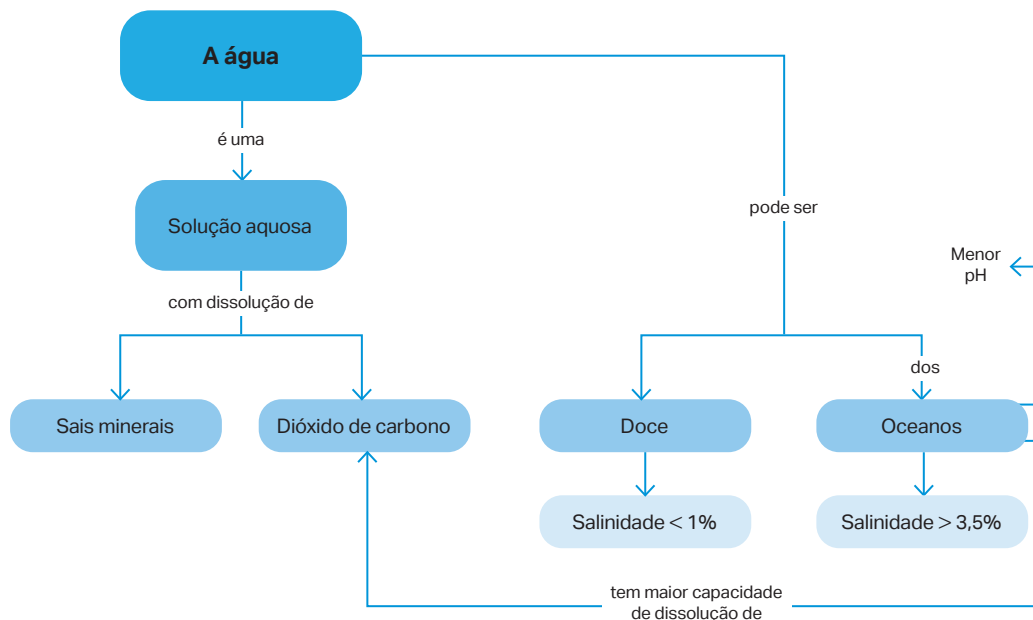 A água
é uma
Solução aquosa
pode ser
Menor
pH
com dissolução de
dos
Sais minerais
Dióxido de carbono
Doce
Oceanos
Salinidade < 1%
Salinidade > 3,5%
tem maior capacidade
de dissolução de